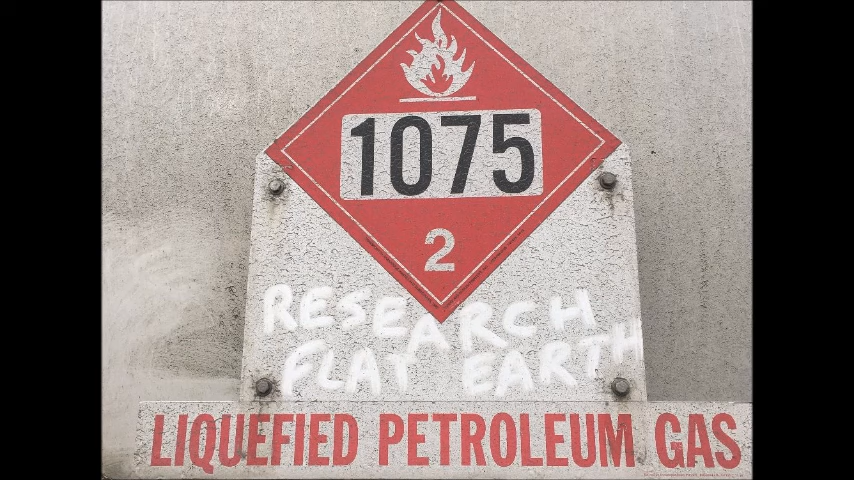 1075
2
RESEARCH
FLAT EARTH
LIQUEFIED PETROLEUM GAS